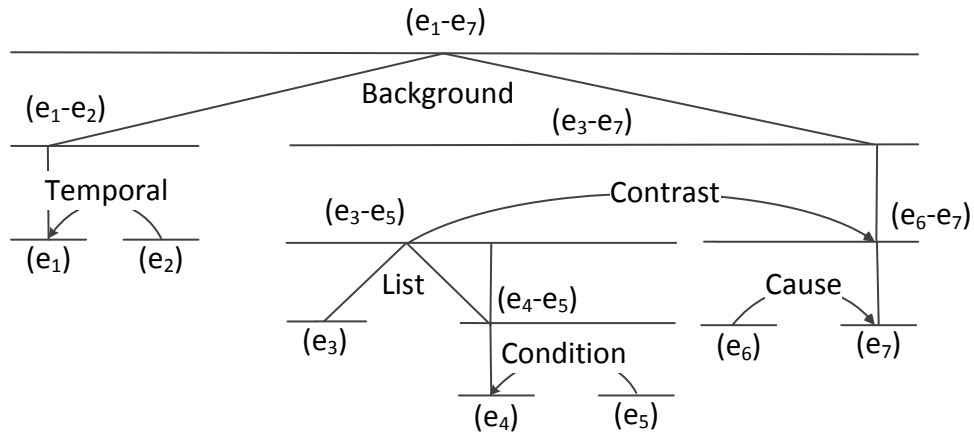 (e₁-e₇)
Background
(e₁-e₂)
(e₃-e₇)
Temporal
Contrast
(e₃-e₅)
(e₆-e₇)
(e₁)
(e₂)
List
Cause
(e₄-e₅)
(e₃)
(e₆)
(e₇)
Condition
(e₄)
(e₅)